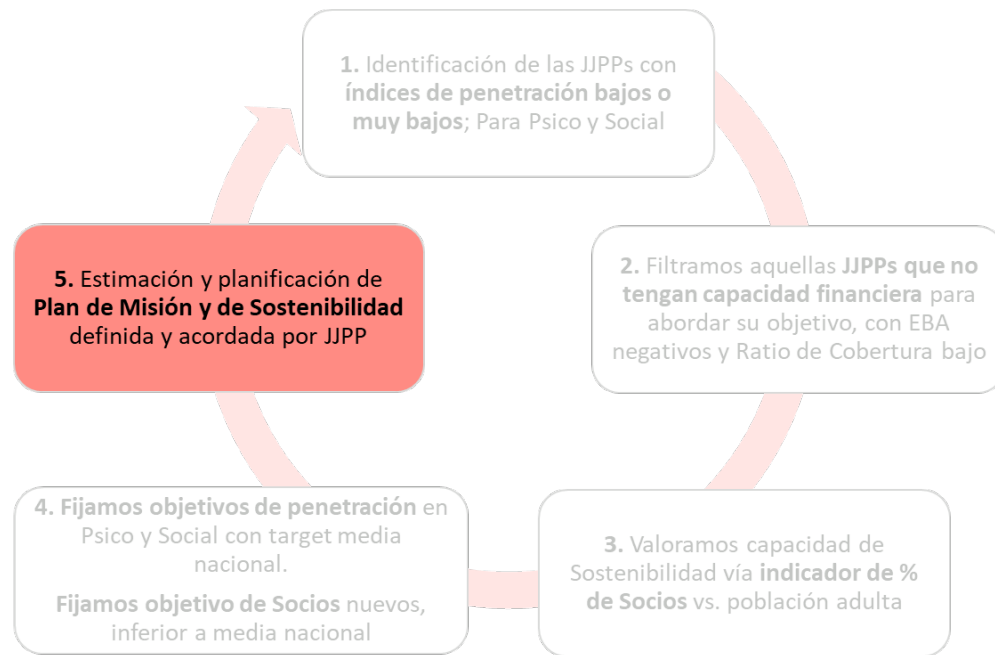 1. Identificación de las JJPPs con
índices de penetración bajos o
muy bajos; Para Psico y Social
2. Filtramos aquellas JJPPs que no
tengan capacidad financiera para
abordar su objetivo, con EBA
negativos y Ratio de Cobertura bajo
3. Valoramos capacidad de
Sostenibilidad vía indicador de %
de Socios vs. población adulta
4. Fijamos objetivos de penetración en
Psico y Social con target media
nacional.
Fijamos objetivo de Socios nuevos,
inferior a media nacional
5. Estimación y planificación de
Plan de Misión y de Sostenibilidad
definida y acordada por JJPP